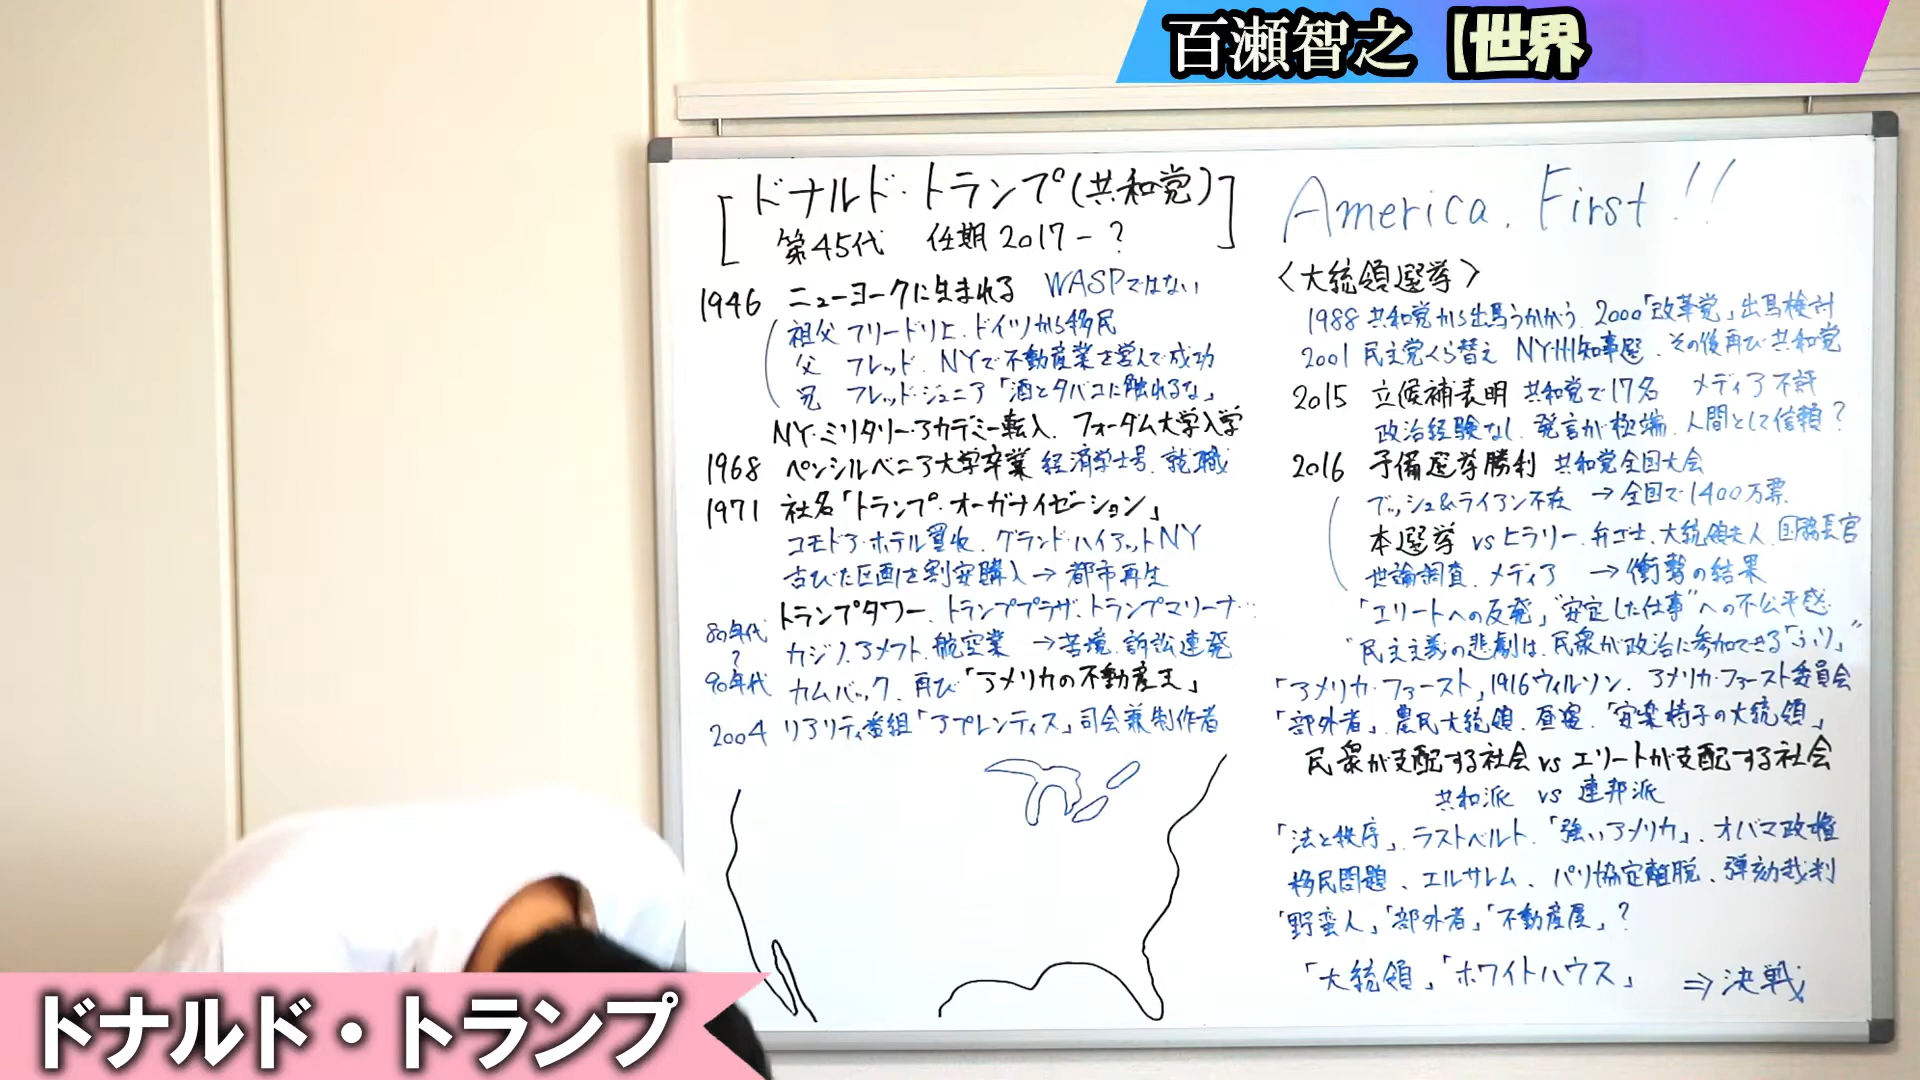 百瀬智之【世界
[ドナルド・トランプ(共和党)
第45代 任期2017-?]
1946 ニューヨークに生まれる WASPではない
祖父 フリードリヒ.ドイツから移民
父 フレッド.NYで不動産業を営んで成功
兄 フレッド・ジュニア「酒とタバコに触れるな」
NY・ミリタリー・アカデミー転入.フォーダム大学入学
1968 ペンシルベニア大学卒業 経済学士号.就職
1971 社名「トランプ・オーガナイゼーション」
コモドア・ホテル買収.グランド・ハイアットNY
古びた区画を割安購入→都市再生
トランプタワー、トランププラザ、トランプマリーナ…
80年代 カジノ.アメフト.航空業 →苦境.訴訟連発
?
90年代 カムバック.再び「アメリカの不動産王」
2004 リアリティ番組「アプレンティス」司会兼制作者
America.First!!
〈大統領選挙〉
1988 共和党から出馬うかがう.2000「改革党」出馬検討
2001 民主党くら替え NY州知事選.その後再び共和党
2015 立候補表明 共和党で17名 メディア不評
政治経験なし.発言が極端.人間として信頼?
2016 予備選挙勝利 共和党全国大会
ブッシュ&ライアン不在 →全国で1400万票
本選挙 vsヒラリー.弁ゴ士.大統領夫人.国務長官
世論調査.メディア →衝撃の結果
「エリートへの反発」"安定した仕事"への不公平感.
"民主主義の悲劇は、民衆が政治に参加できる「ふり」"
「アメリカ・ファースト」1916ウィルソン.アメリカ・ファースト委員会
「部外者」.農民大統領.昼寝.「安楽椅子の大統領」
民衆が支配する社会vsエリートが支配する社会
共和派 vs 連邦派
「法と秩序」.ラストベルト.「強いアメリカ」.オバマ政権
移民問題、エルサレム、パリ協定離脱、弾劾裁判
「野蛮人」「部外者」「不動産屋」?
「大統領」「ホワイトハウス」 ⇒決戦
ドナルド・トランプ